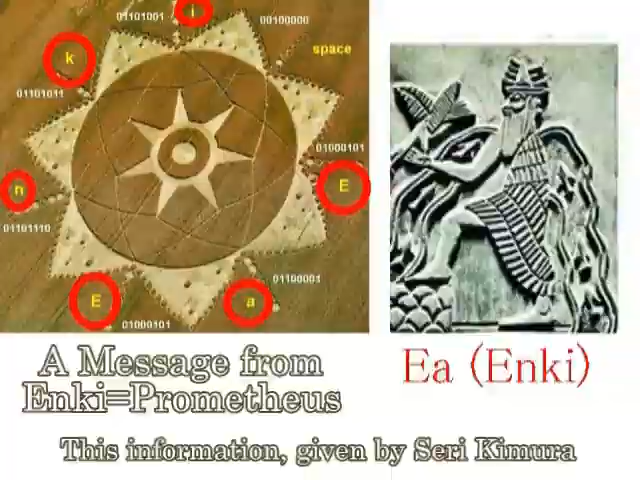 01101001
i
00100000
space
k
01101011
01000101
E
n
01101110
01100001
E
a
01000101
A Message from
Enki=Prometheus
Ea (Enki)
This information, given by Seri Kimura